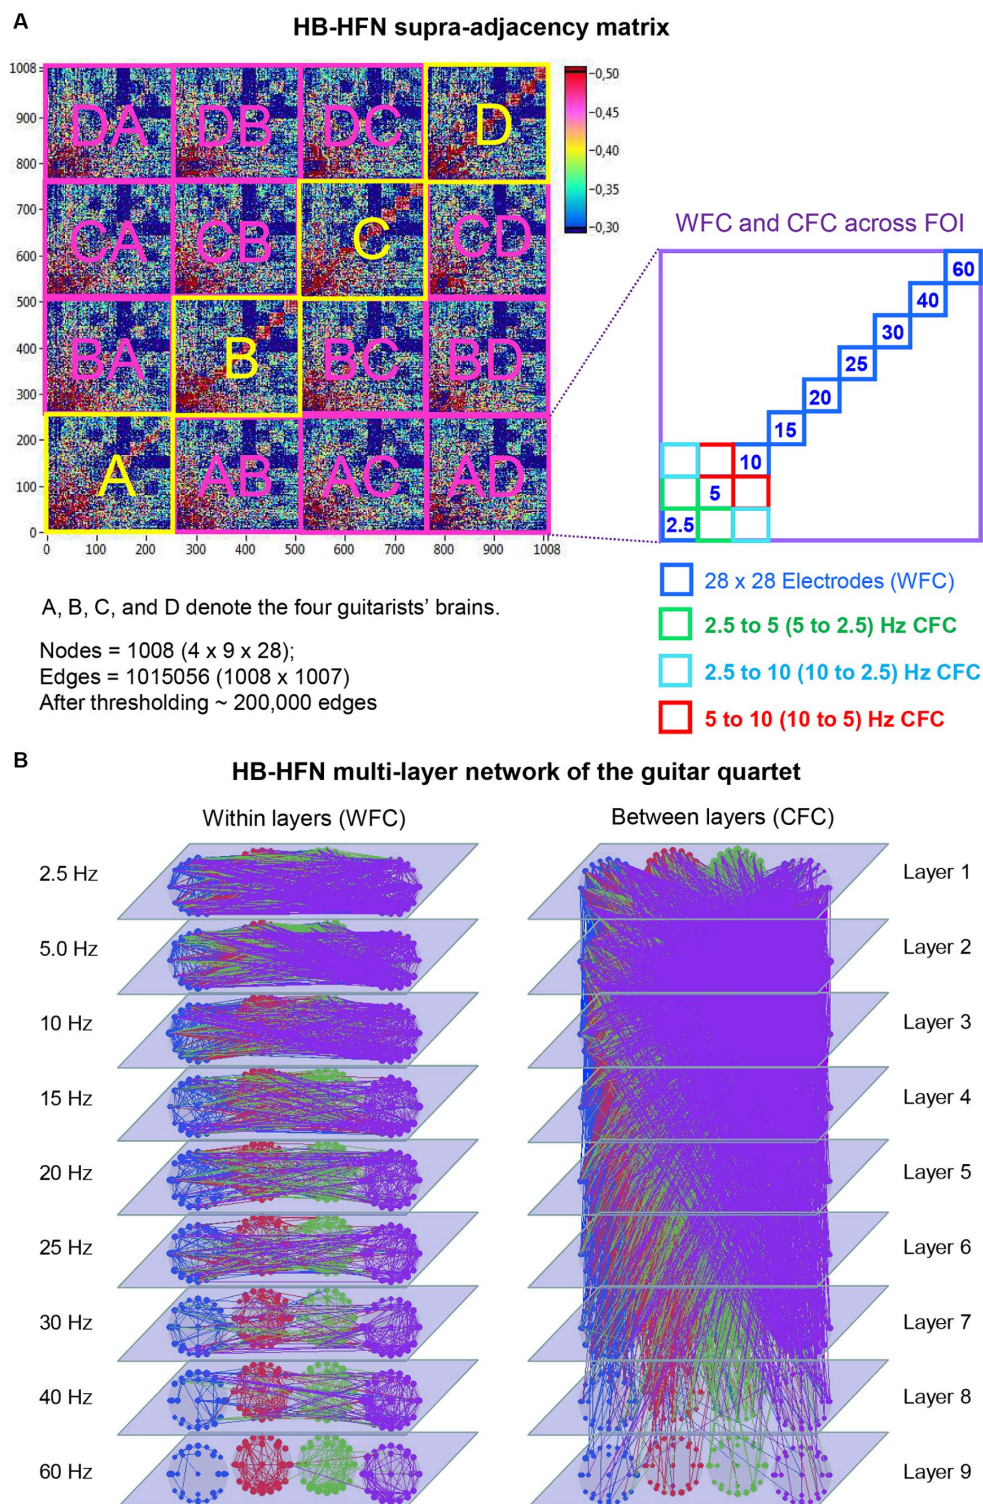 A
HB-HFN supra-adjacency matrix
1008
900
800
700
600
500
400
300
200
100
0
0 100 200 300 400 500 600 700 800 900 1008
DA DB DC D
CA CB C CD
BA B BC BD
A AB AC AD
0,50
0,45
0,40
0,35
0,30
WFC and CFC across FOI
60
40
30
25
20
15
10
5
2.5
28 x 28 Electrodes (WFC)
2.5 to 5 (5 to 2.5) Hz CFC
2.5 to 10 (10 to 2.5) Hz CFC
5 to 10 (10 to 5) Hz CFC
A, B, C, and D denote the four guitarists’ brains.
Nodes = 1008 (4 x 9 x 28);
Edges = 1015056 (1008 x 1007)
After thresholding ~ 200,000 edges
B
HB-HFN multi-layer network of the guitar quartet
Within layers (WFC)
Between layers (CFC)
2.5 Hz
Layer 1
5.0 Hz
Layer 2
10 Hz
Layer 3
15 Hz
Layer 4
20 Hz
Layer 5
25 Hz
Layer 6
30 Hz
Layer 7
40 Hz
Layer 8
60 Hz
Layer 9